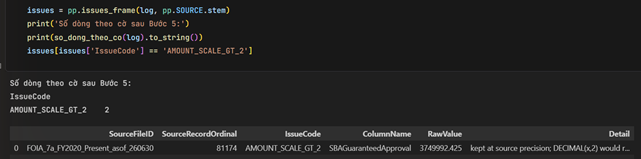 issues = pp.issues_frame(log, pp.SOURCE.stem)
print('Số dòng theo cờ sau Bước 5:')
print(so_dong_theo_co(log).to_string())
issues[issues['IssueCode'] == 'AMOUNT_SCALE_GT_2']
Số dòng theo cờ sau Bước 5:
IssueCode
AMOUNT_SCALE_GT_2    2
SourceFileID SourceRecordOrdinal IssueCode ColumnName RawValue Detail
0 FOIA_7a_FY2020_Present_asof_260630 81174 AMOUNT_SCALE_GT_2 SBAGuaranteedApproval 3749992.425 kept at source precision; DECIMAL(x,2) would r...